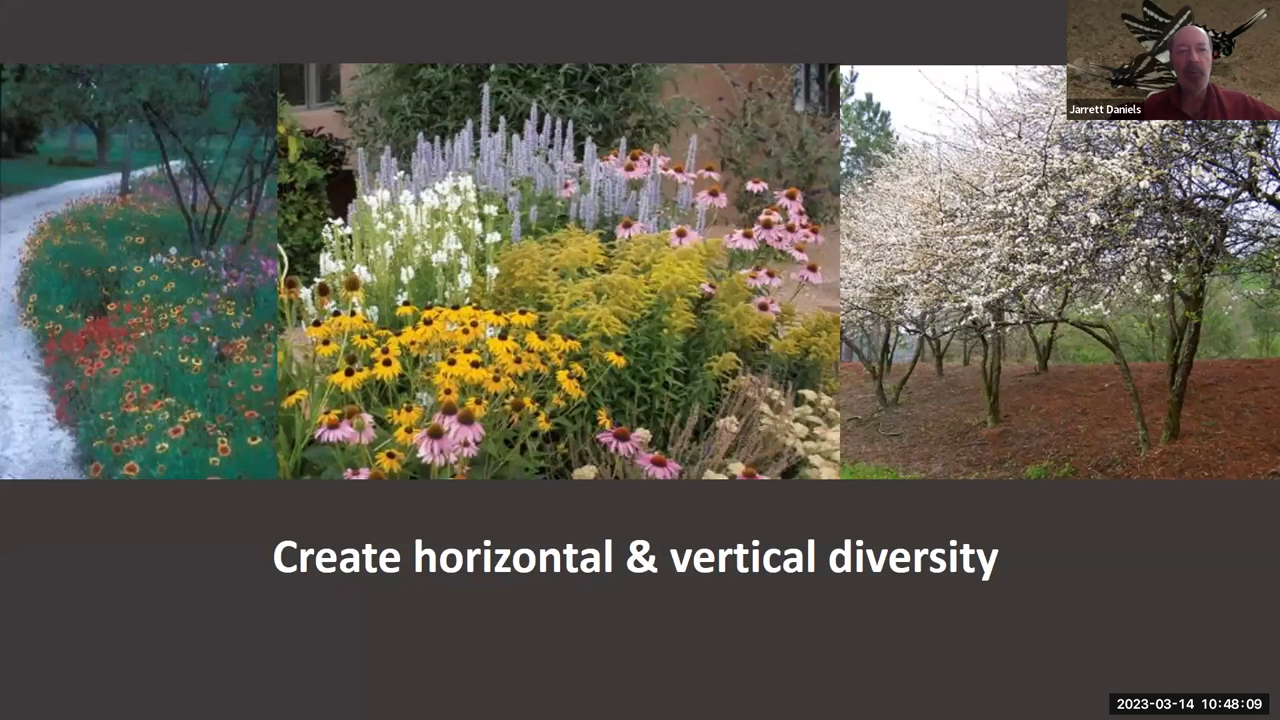 Jarrett Daniels
Create horizontal & vertical diversity
2023-03-14 10:48:09